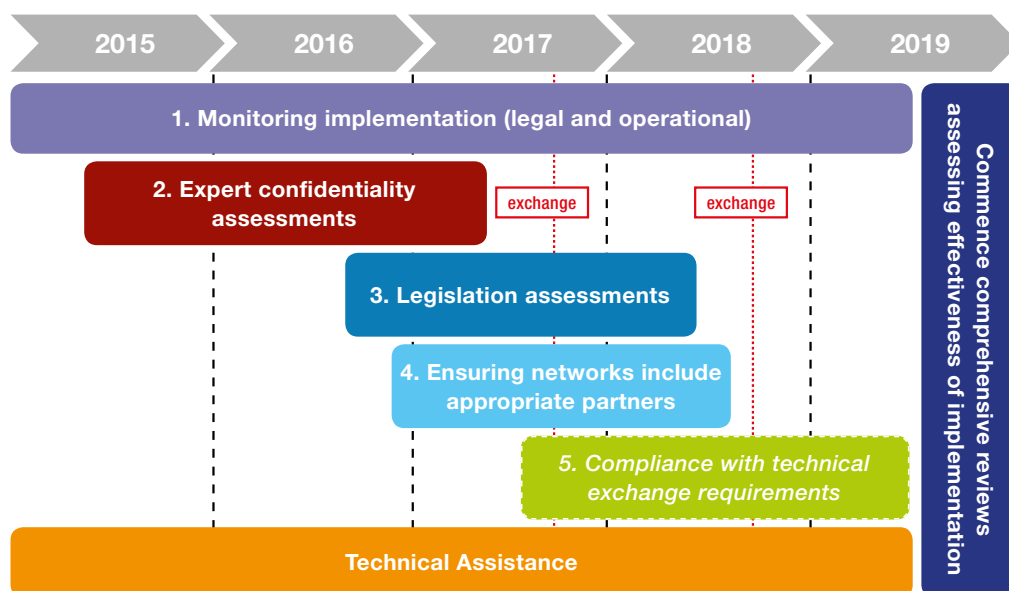 2015
2016
2017
2018
2019
1. Monitoring implementation (legal and operational)
2. Expert confidentiality
assessments
exchange
exchange
3. Legislation assessments
4. Ensuring networks include
appropriate partners
5. Compliance with technical
exchange requirements
Technical Assistance
Commence comprehensive reviews
assessing effectiveness of implementation